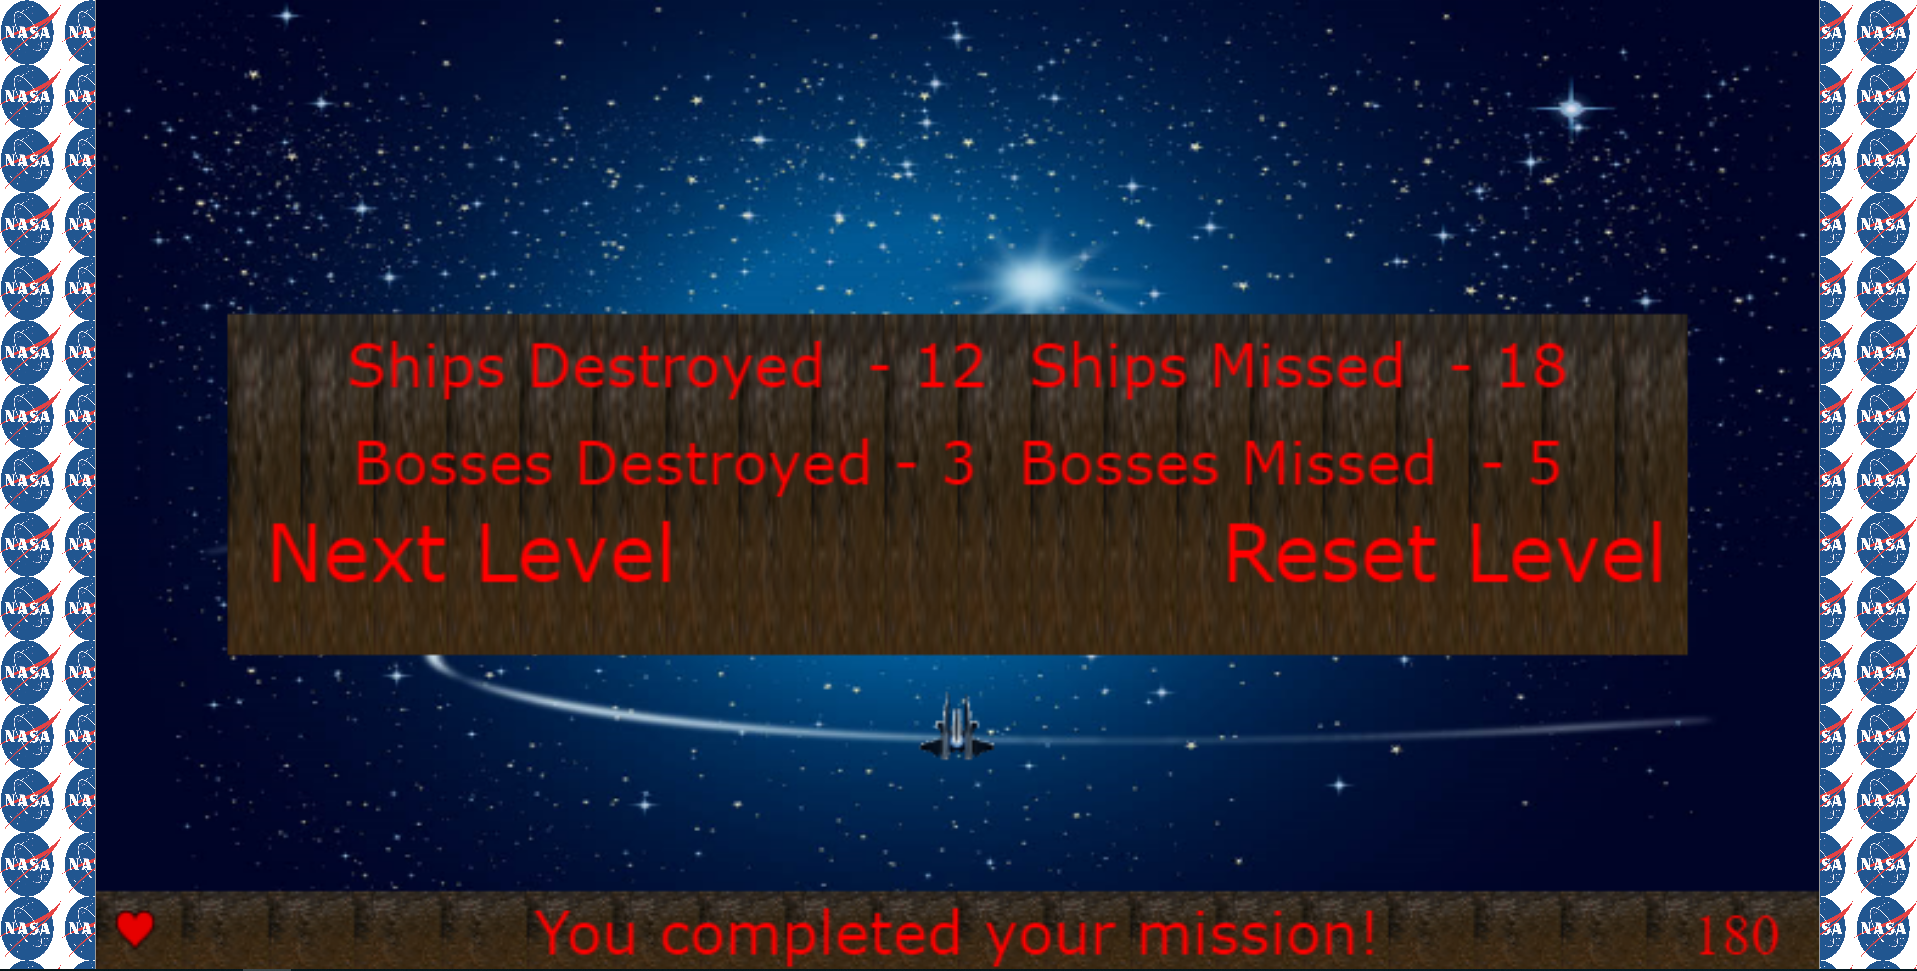 Ships Destroyed - 12 Ships Missed - 18
Bosses Destroyed - 3 Bosses Missed - 5
Next Level Reset Level
You completed your mission! 180
NASA